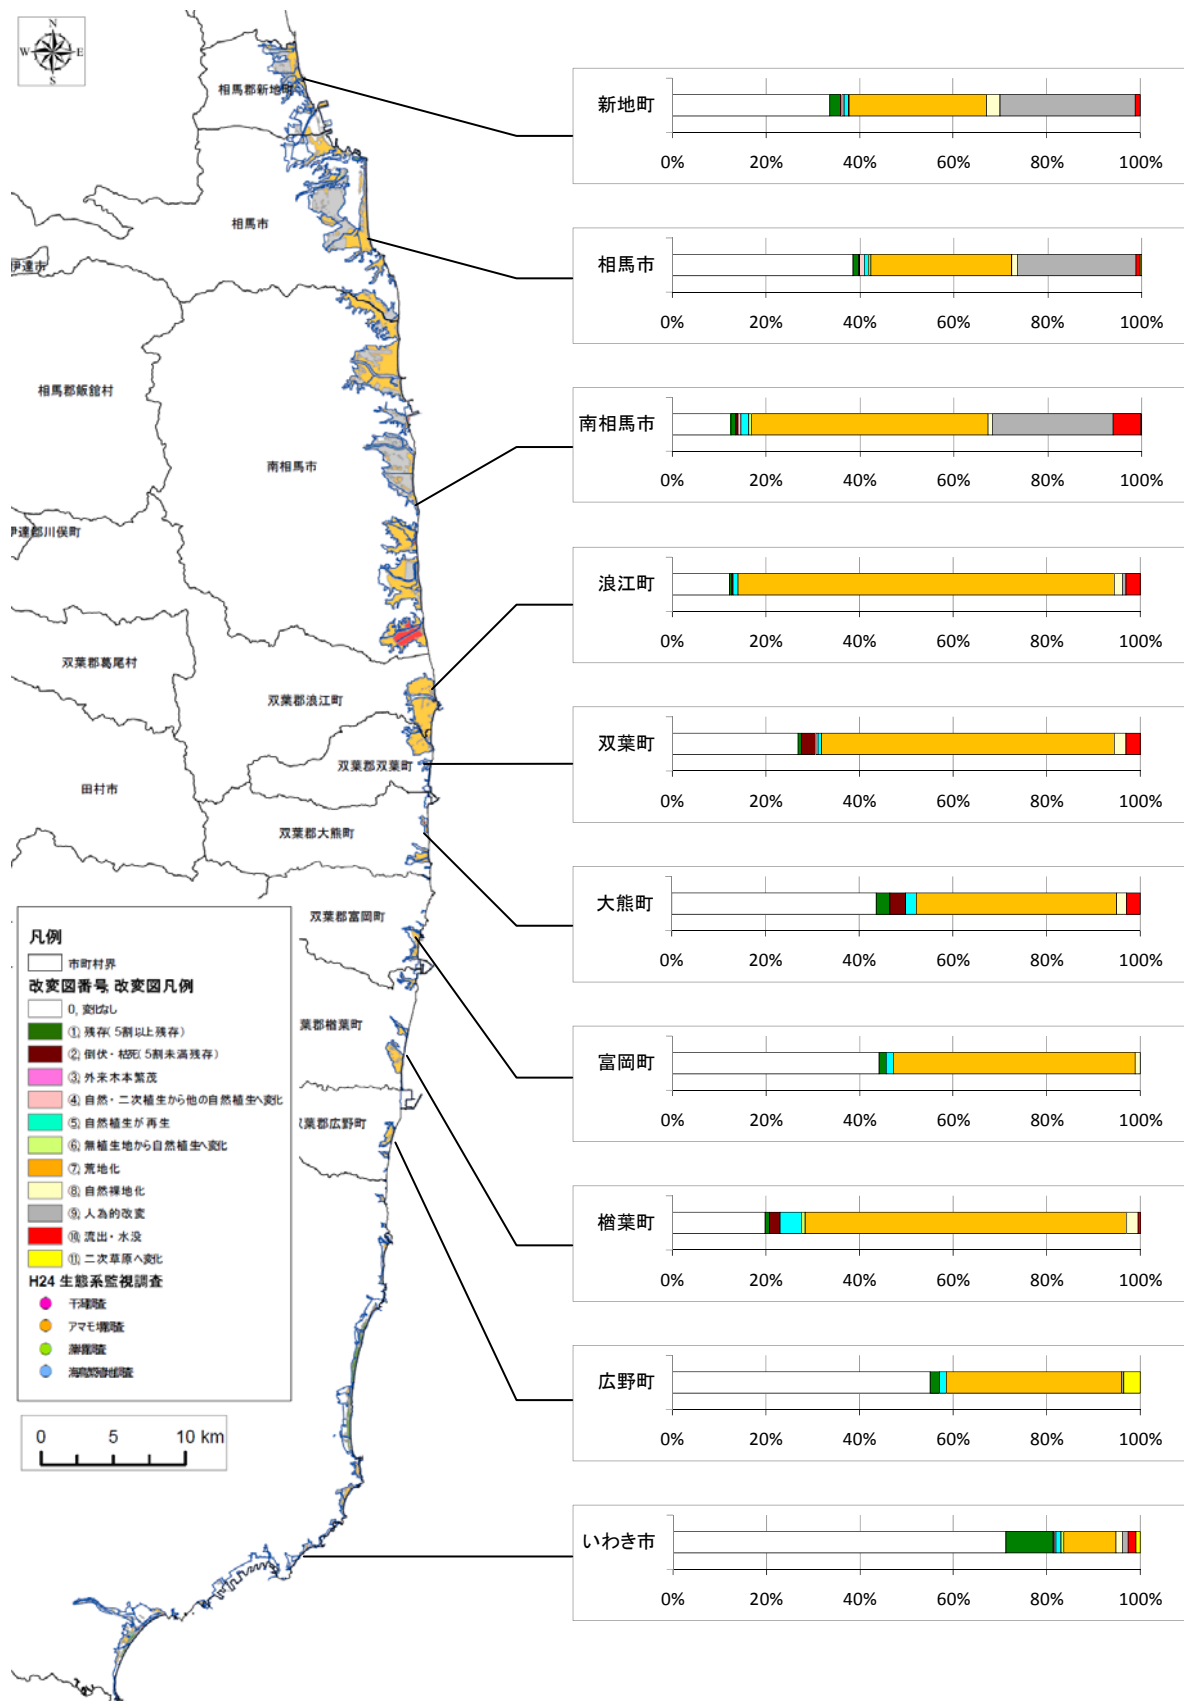 N
W E
S
相馬郡新地町
相馬市
伊達市
相馬郡飯舘村
南相馬市
伊達郡川俣町
双葉郡葛尾村
双葉郡浪江町
双葉郡双葉町
田村市
双葉郡大熊町
双葉郡富岡町
葉郡楢葉町
双葉郡広野町
凡例
市町村界
改変図番号, 改変図凡例
0, 変化なし
①, 残存(5割以上残存)
②, 倒伏・枯死(5割未満残存)
③, 外来木本繁茂
④, 自然・二次植生から他の自然植生へ変化
⑤, 自然植生が再生
⑥, 無植生地から自然植生へ変化
⑦, 荒地化
⑧, 自然裸地化
⑨, 人為的改変
⑩, 流出・水没
⑪, 二次草原へ変化
H24 生態系監視調査
干潟調査
アマモ場調査
藻場調査
海鳥繁殖地調査
0 5 10 km
新地町
0% 20% 40% 60% 80% 100%
相馬市
0% 20% 40% 60% 80% 100%
南相馬市
0% 20% 40% 60% 80% 100%
浪江町
0% 20% 40% 60% 80% 100%
双葉町
0% 20% 40% 60% 80% 100%
大熊町
0% 20% 40% 60% 80% 100%
富岡町
0% 20% 40% 60% 80% 100%
楢葉町
0% 20% 40% 60% 80% 100%
広野町
0% 20% 40% 60% 80% 100%
いわき市
0% 20% 40% 60% 80% 100%